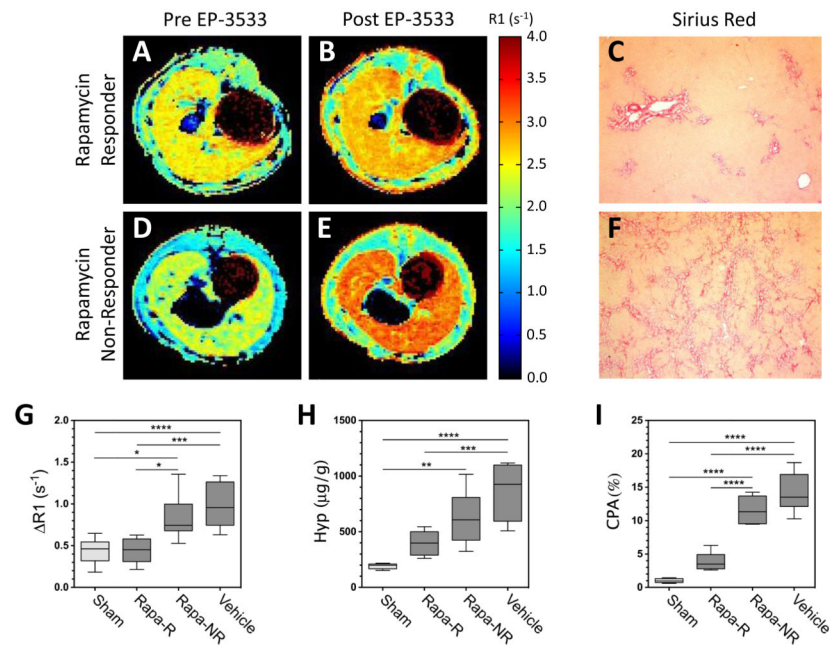 Pre EP-3533 Post EP-3533 R1 (s⁻¹) Sirius Red
Rapamycin
Responder
A B C
4.0
3.5
3.0
2.5
2.0
1.5
1.0
0.5
0.0
Rapamycin
Non-Responder
D E F
G
ΔR1 (s⁻¹)
2.0
1.5
1.0
0.5
0.0
****
***
*
*
Sham Rapa-R Rapa-NR Vehicle
H
Hyp (µg/g)
1500
1000
500
0
****
***
**
Sham Rapa-R Rapa-NR Vehicle
I
CPA(%)
25
20
15
10
5
0
****
****
****
****
Sham Rapa-R Rapa-NR Vehicle